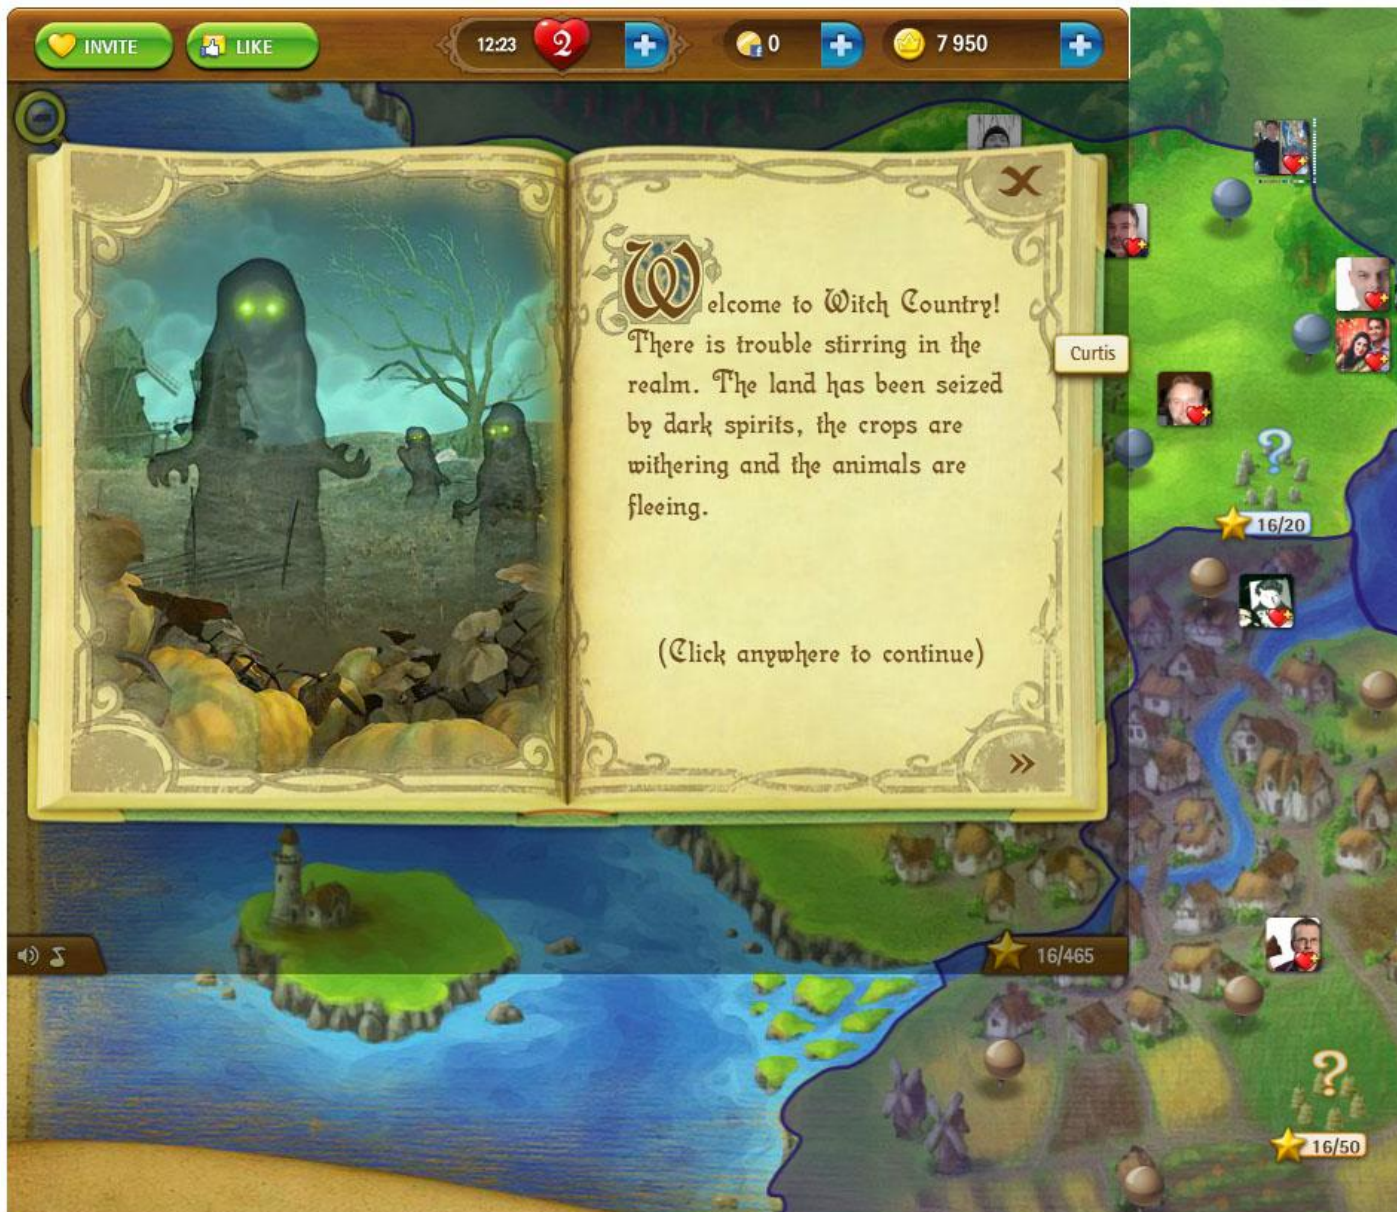 INVITE
LIKE
12:23
2
0
7 950
Welcome to Witch Country!
There is trouble stirring in the
realm. The land has been seized
by dark spirits, the crops are
withering and the animals are
fleeing.
(Click anywhere to continue)
Curtis
?
16/20
16/465
?
16/50